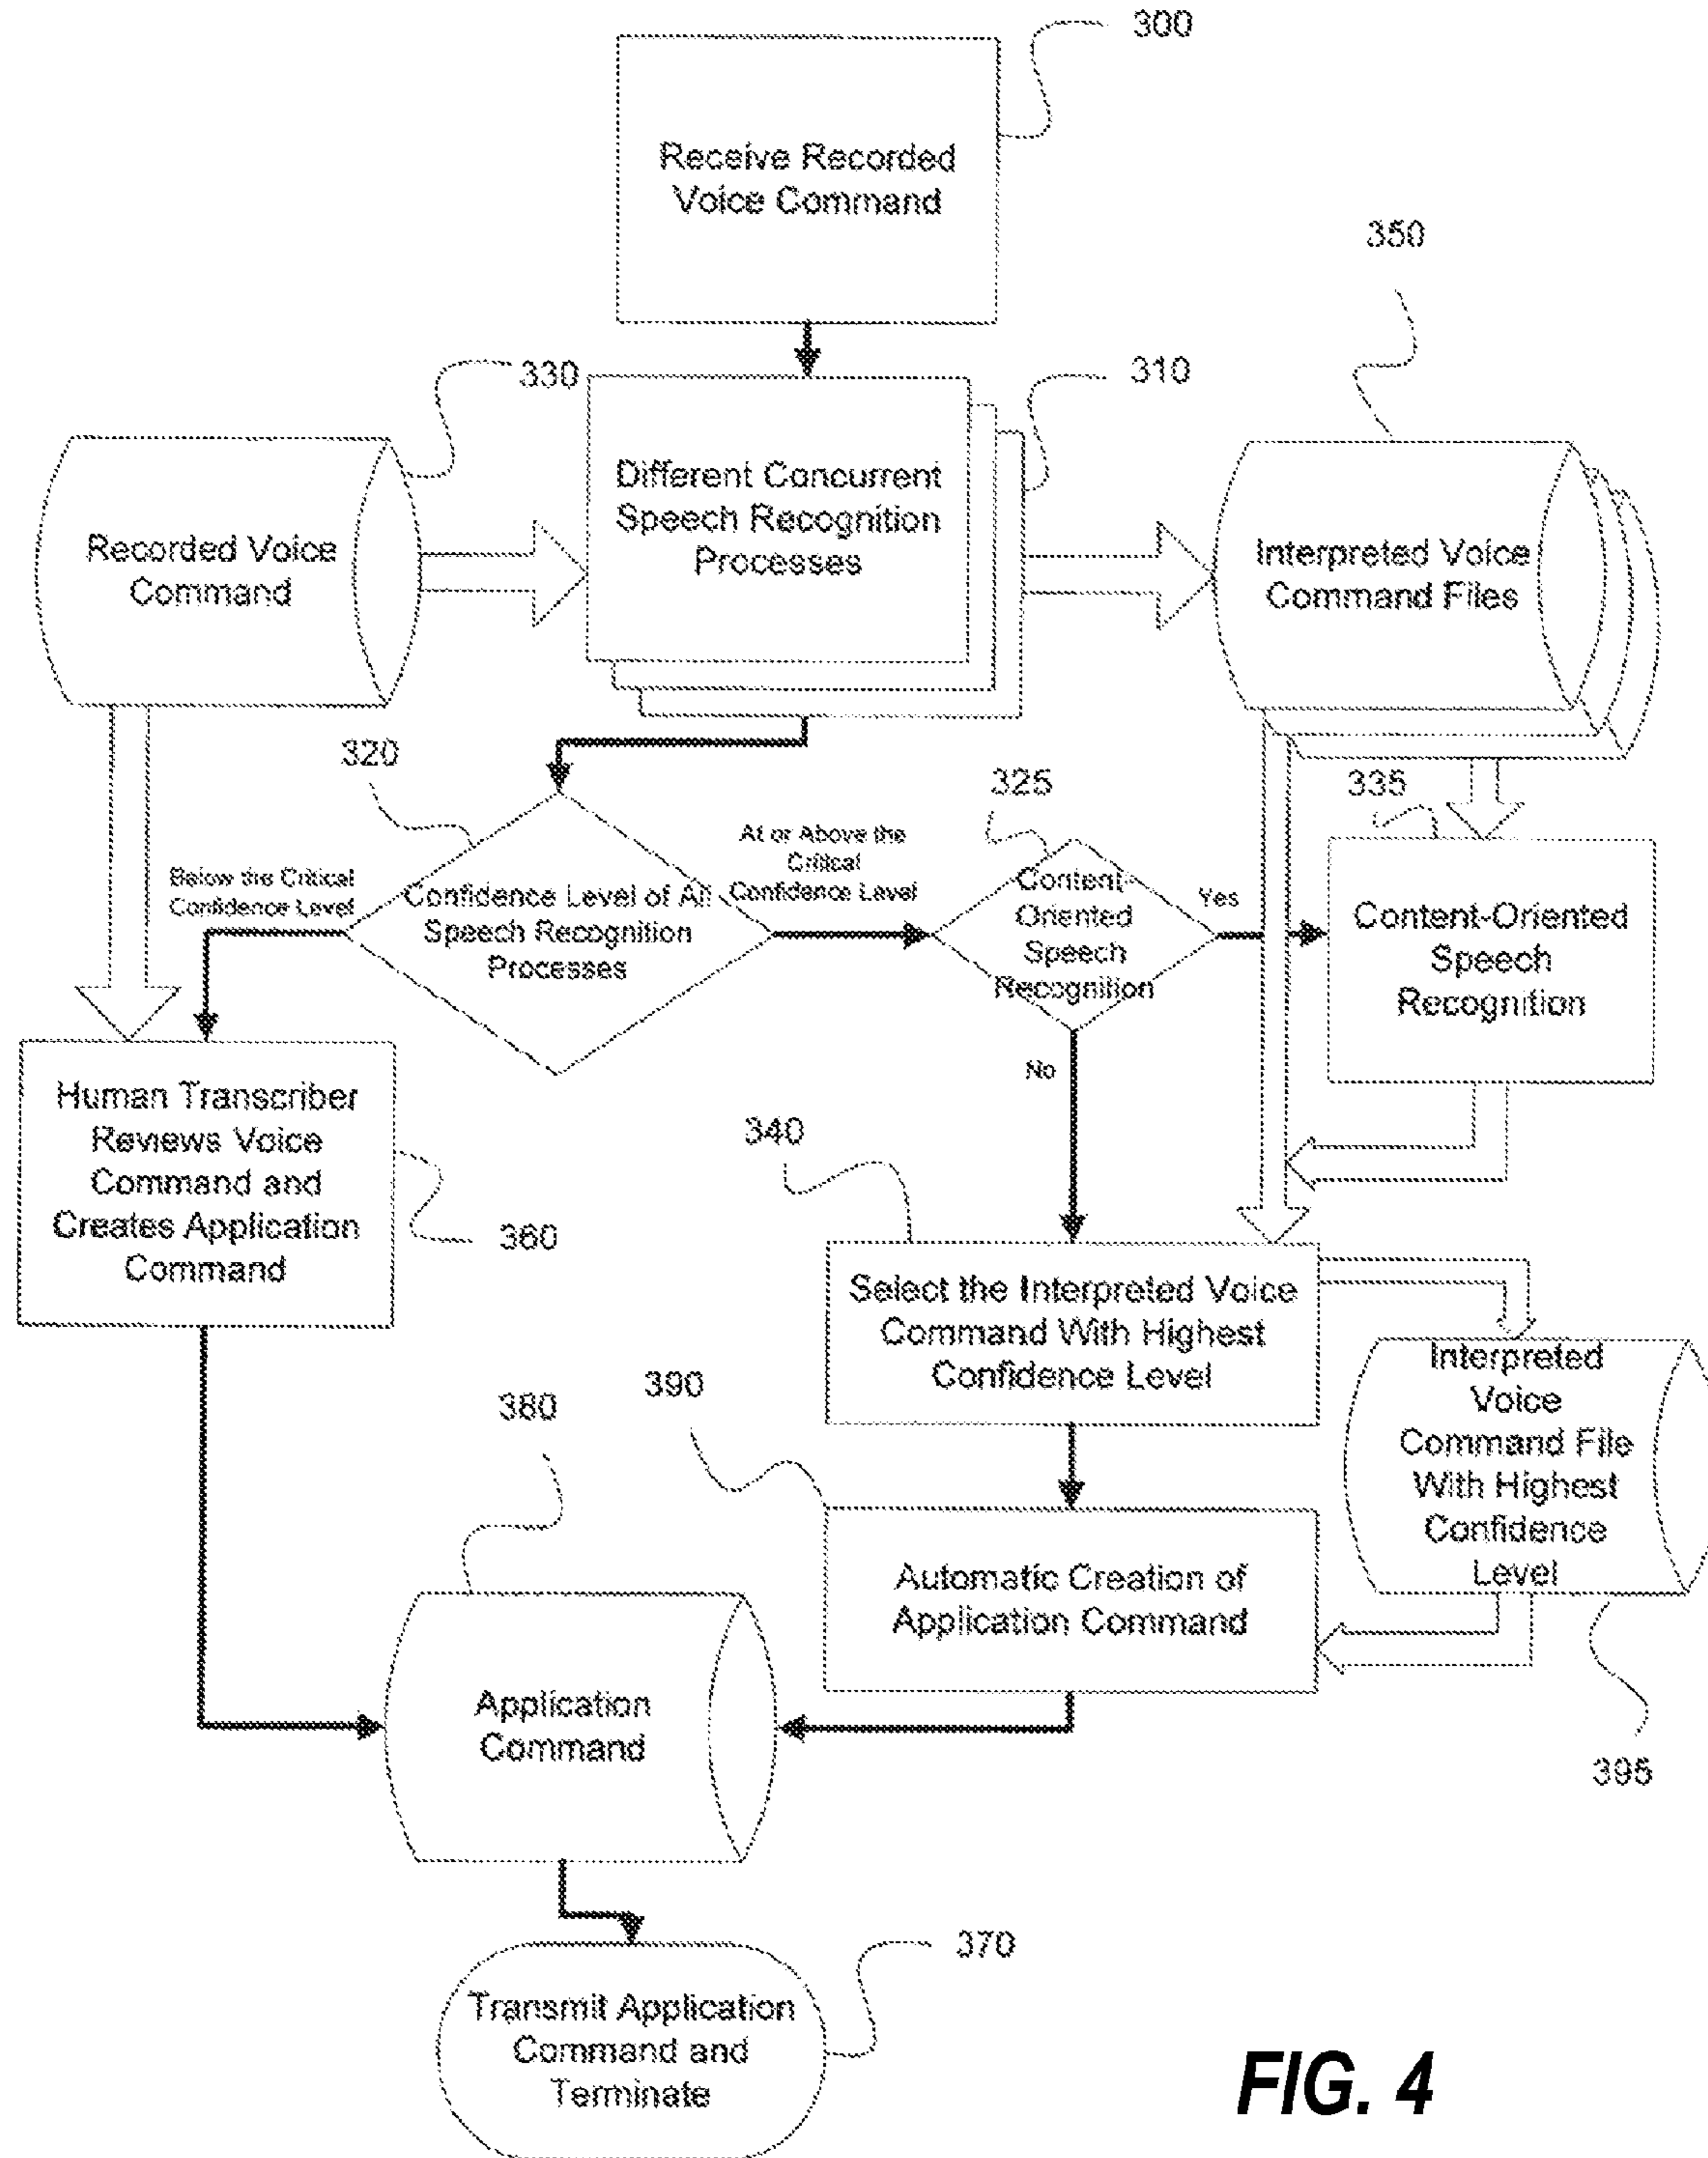 300
Receive Recorded
Voice Command
350
330
310
Recorded Voice
Command
Different Concurrent
Speech Recognition
Processes
Interpreted Voice
Command Files
320
325
335
Below the Critical
Confidence Level
Confidence Level of All
Speech Recognition
Processes
At or Above the
Critical
Confidence Level
Content-
Oriented
Speech
Recognition
Yes
Content-Oriented
Speech
Recognition
No
Human Transcriber
Reviews Voice
Command and
Creates Application
Command
360
340
Select the Interpreted Voice
Command With Highest
Confidence Level
Interpreted
Voice
Command File
With Highest
Confidence
Level
390
380
Automatic Creation of
Application Command
Application
Command
395
370
Transmit Application
Command and
Terminate
FIG. 4